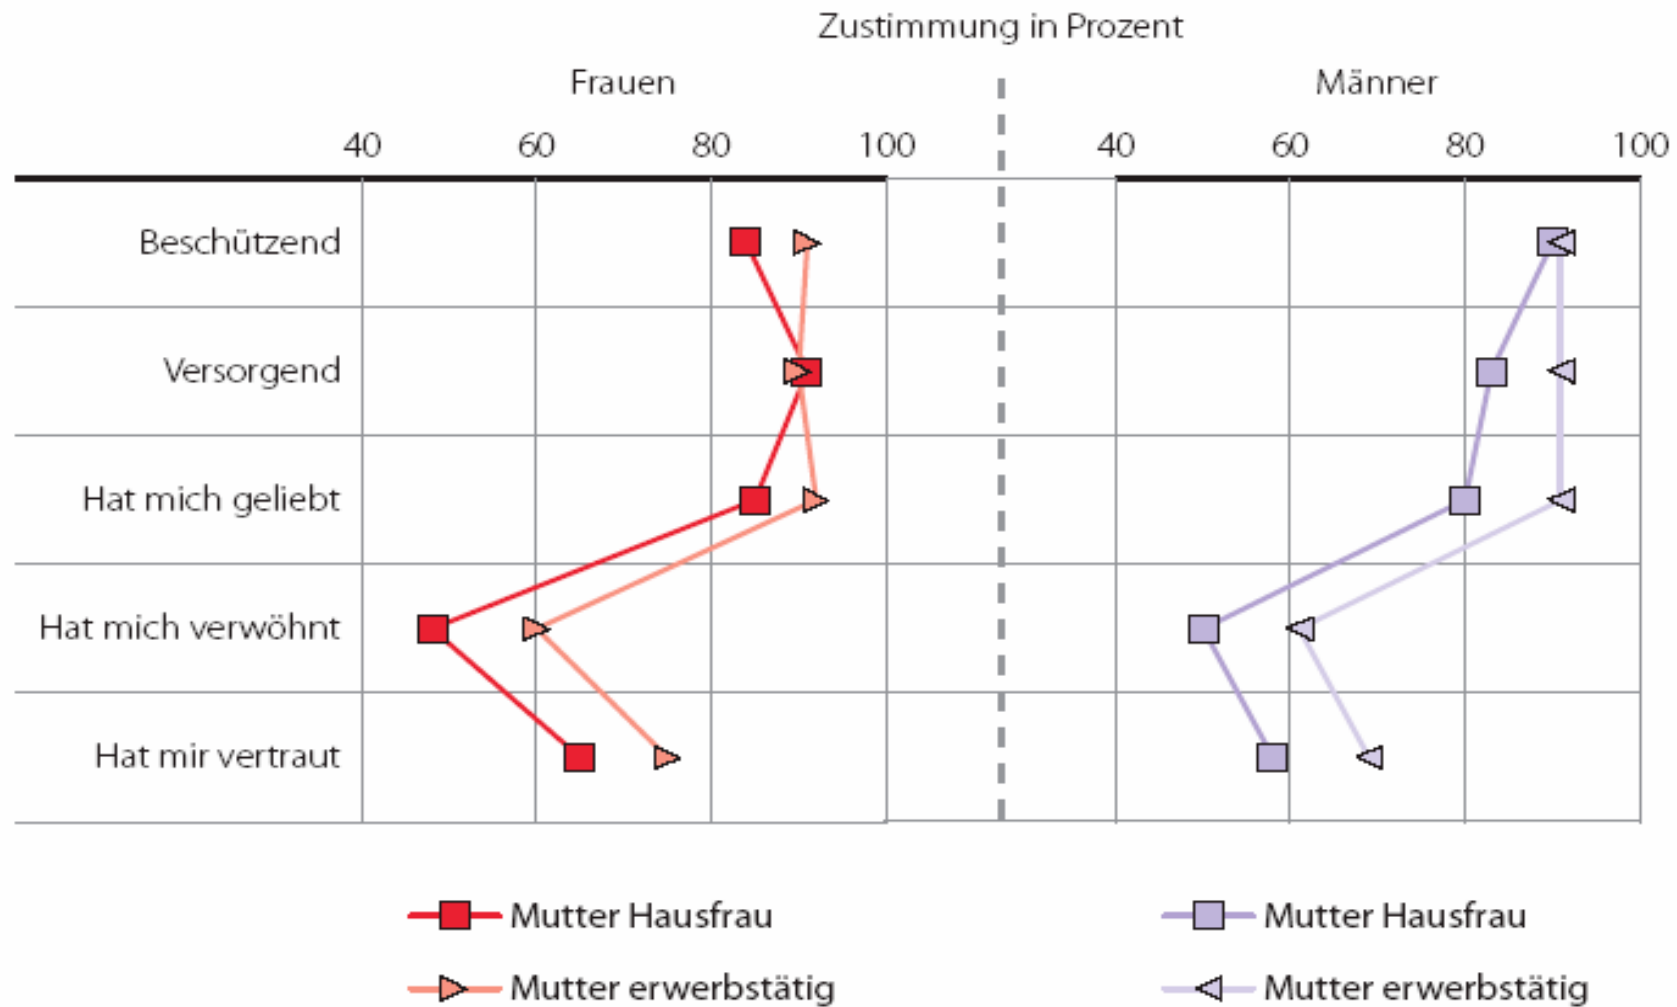 Zustimmung in Prozent
Frauen Männer
40 60 80 100 40 60 80 100
Beschützend
Versorgend
Hat mich geliebt
Hat mich verwöhnt
Hat mir vertraut
Mutter Hausfrau Mutter Hausfrau
Mutter erwerbstätig Mutter erwerbstätig